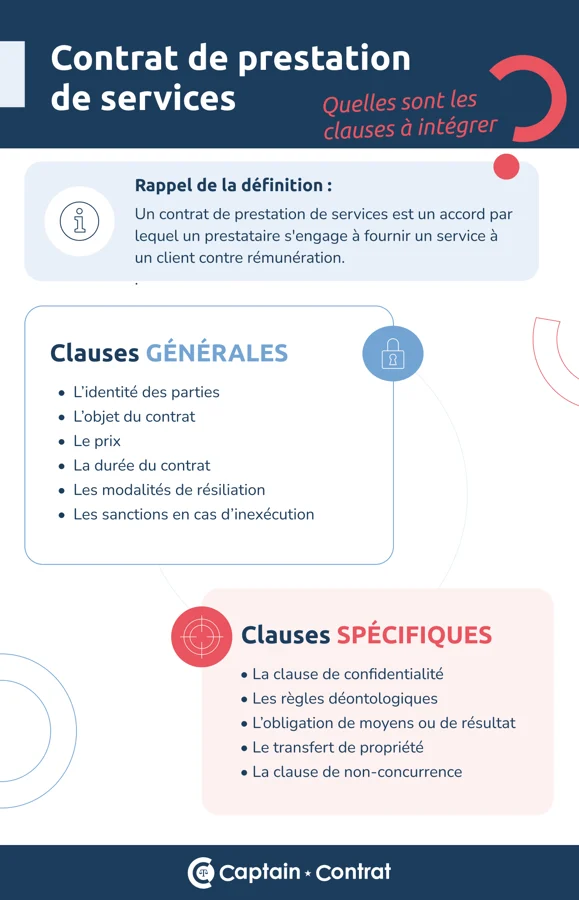 Contrat de prestation
de services
Quelles sont les
clauses à intégrer
Rappel de la définition :
Un contrat de prestation de services est un accord par
lequel un prestataire s'engage à fournir un service à
un client contre rémunération.
.
Clauses GÉNÉRALES
• L’identité des parties
• L’objet du contrat
• Le prix
• La durée du contrat
• Les modalités de résiliation
• Les sanctions en cas d’inexécution
Clauses SPÉCIFIQUES
• La clause de confidentialité
• Les règles déontologiques
• L’obligation de moyens ou de résultat
• Le transfert de propriété
• La clause de non-concurrence
Captain ★ Contrat